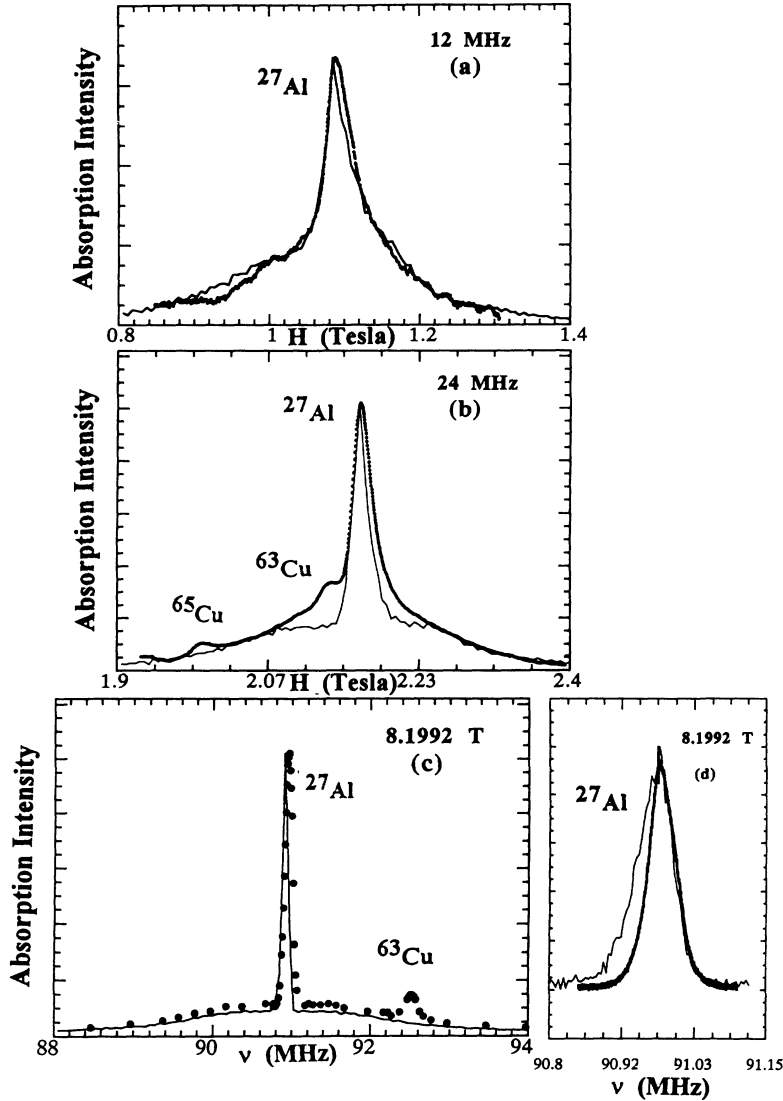 12 MHz
(a)
27Al
Absorption Intensity
0.8 1 1.2 1.4
H (Tesla)
24 MHz
(b)
27Al
63Cu
65Cu
Absorption Intensity
1.9 2.07 2.23 2.4
H (Tesla)
8.1992 T
(c)
27Al
63Cu
Absorption Intensity
88 90 92 94
ν (MHz)
8.1992 T
(d)
27Al
90.8 90.92 91.03 91.15
ν (MHz)